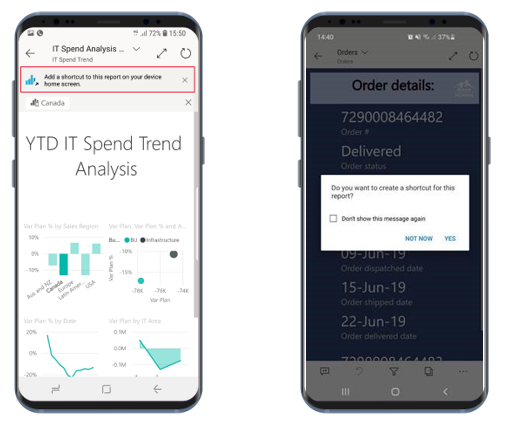 72% 15:50
IT Spend Analysis ...
IT Spend Trend
Add a shortcut to this report on your device
home screen.
Canada
YTD IT Spend Trend
Analysis
Var Plan % by Sales Region
10%
0%
-10%
Aus and NZ
Canada
Europe
Latin Amer...
USA
Var Plan, Var Plan % and A...
Bu... BU Infrastructure
Var Plan %
-10%
-15%
-78K -76K -74K
Var Plan
Var Plan % by Date
20%
0%
-20%
Var Plan by IT Area
0.1M
0.0M
-0.1M
14:40
37%
Orders
Orders
Order details:
7290008464482
Order #
Delivered
Order status
Do you want to create a shortcut for this
report?
Don't show this message again
NOT NOW YES
09-Jun-19
Order dispatched date
15-Jun-19
Order shipped date
22-Jun-19
Order delivered date